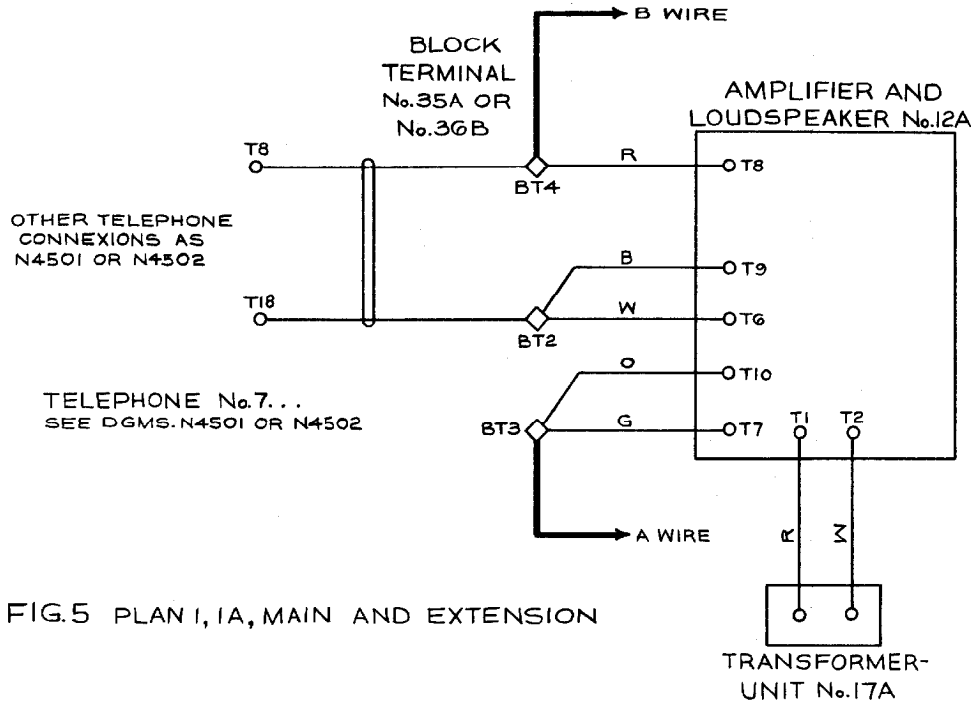 B WIRE
BLOCK
TERMINAL
No.35A OR
No.36B
AMPLIFIER AND
LOUDSPEAKER No.12A
T8
BT4
R
T8
OTHER TELEPHONE
CONNEXIONS AS
N4501 OR N4502
B
T9
T18
BT2
W
T6
O
T10
TELEPHONE No.7...
SEE DGMS.N4501 OR N4502
BT3
G
T7
T1
T2
A WIRE
R
W
FIG.5 PLAN 1, 1A, MAIN AND EXTENSION
TRANSFORMER-
UNIT No.17A